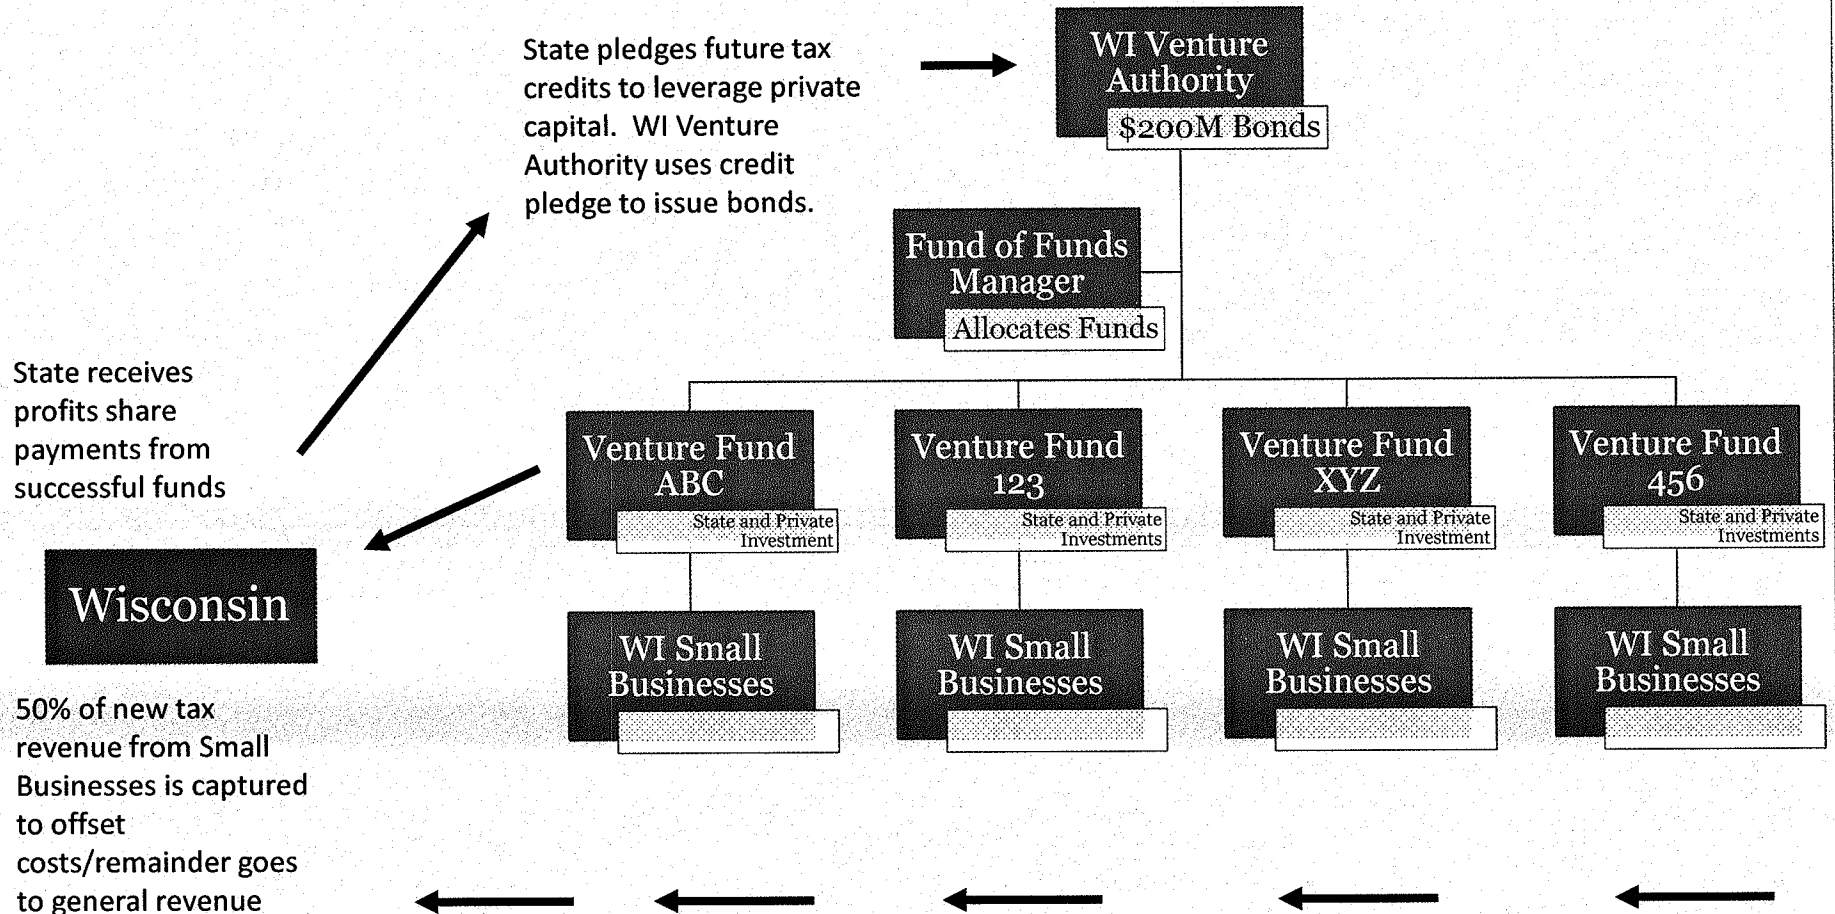 State pledges future tax
credits to leverage private
capital.  WI Venture
Authority uses credit
pledge to issue bonds.
WI Venture
Authority
$200M Bonds
Fund of Funds
Manager
Allocates Funds
State receives
profits share
payments from
successful funds
Venture Fund
ABC
State and Private
Investment
Venture Fund
123
State and Private
Investments
Venture Fund
XYZ
State and Private
Investment
Venture Fund
456
State and Private
Investments
Wisconsin
WI Small
Businesses
WI Small
Businesses
WI Small
Businesses
WI Small
Businesses
50% of new tax
revenue from Small
Businesses is captured
to offset
costs/remainder goes
to general revenue